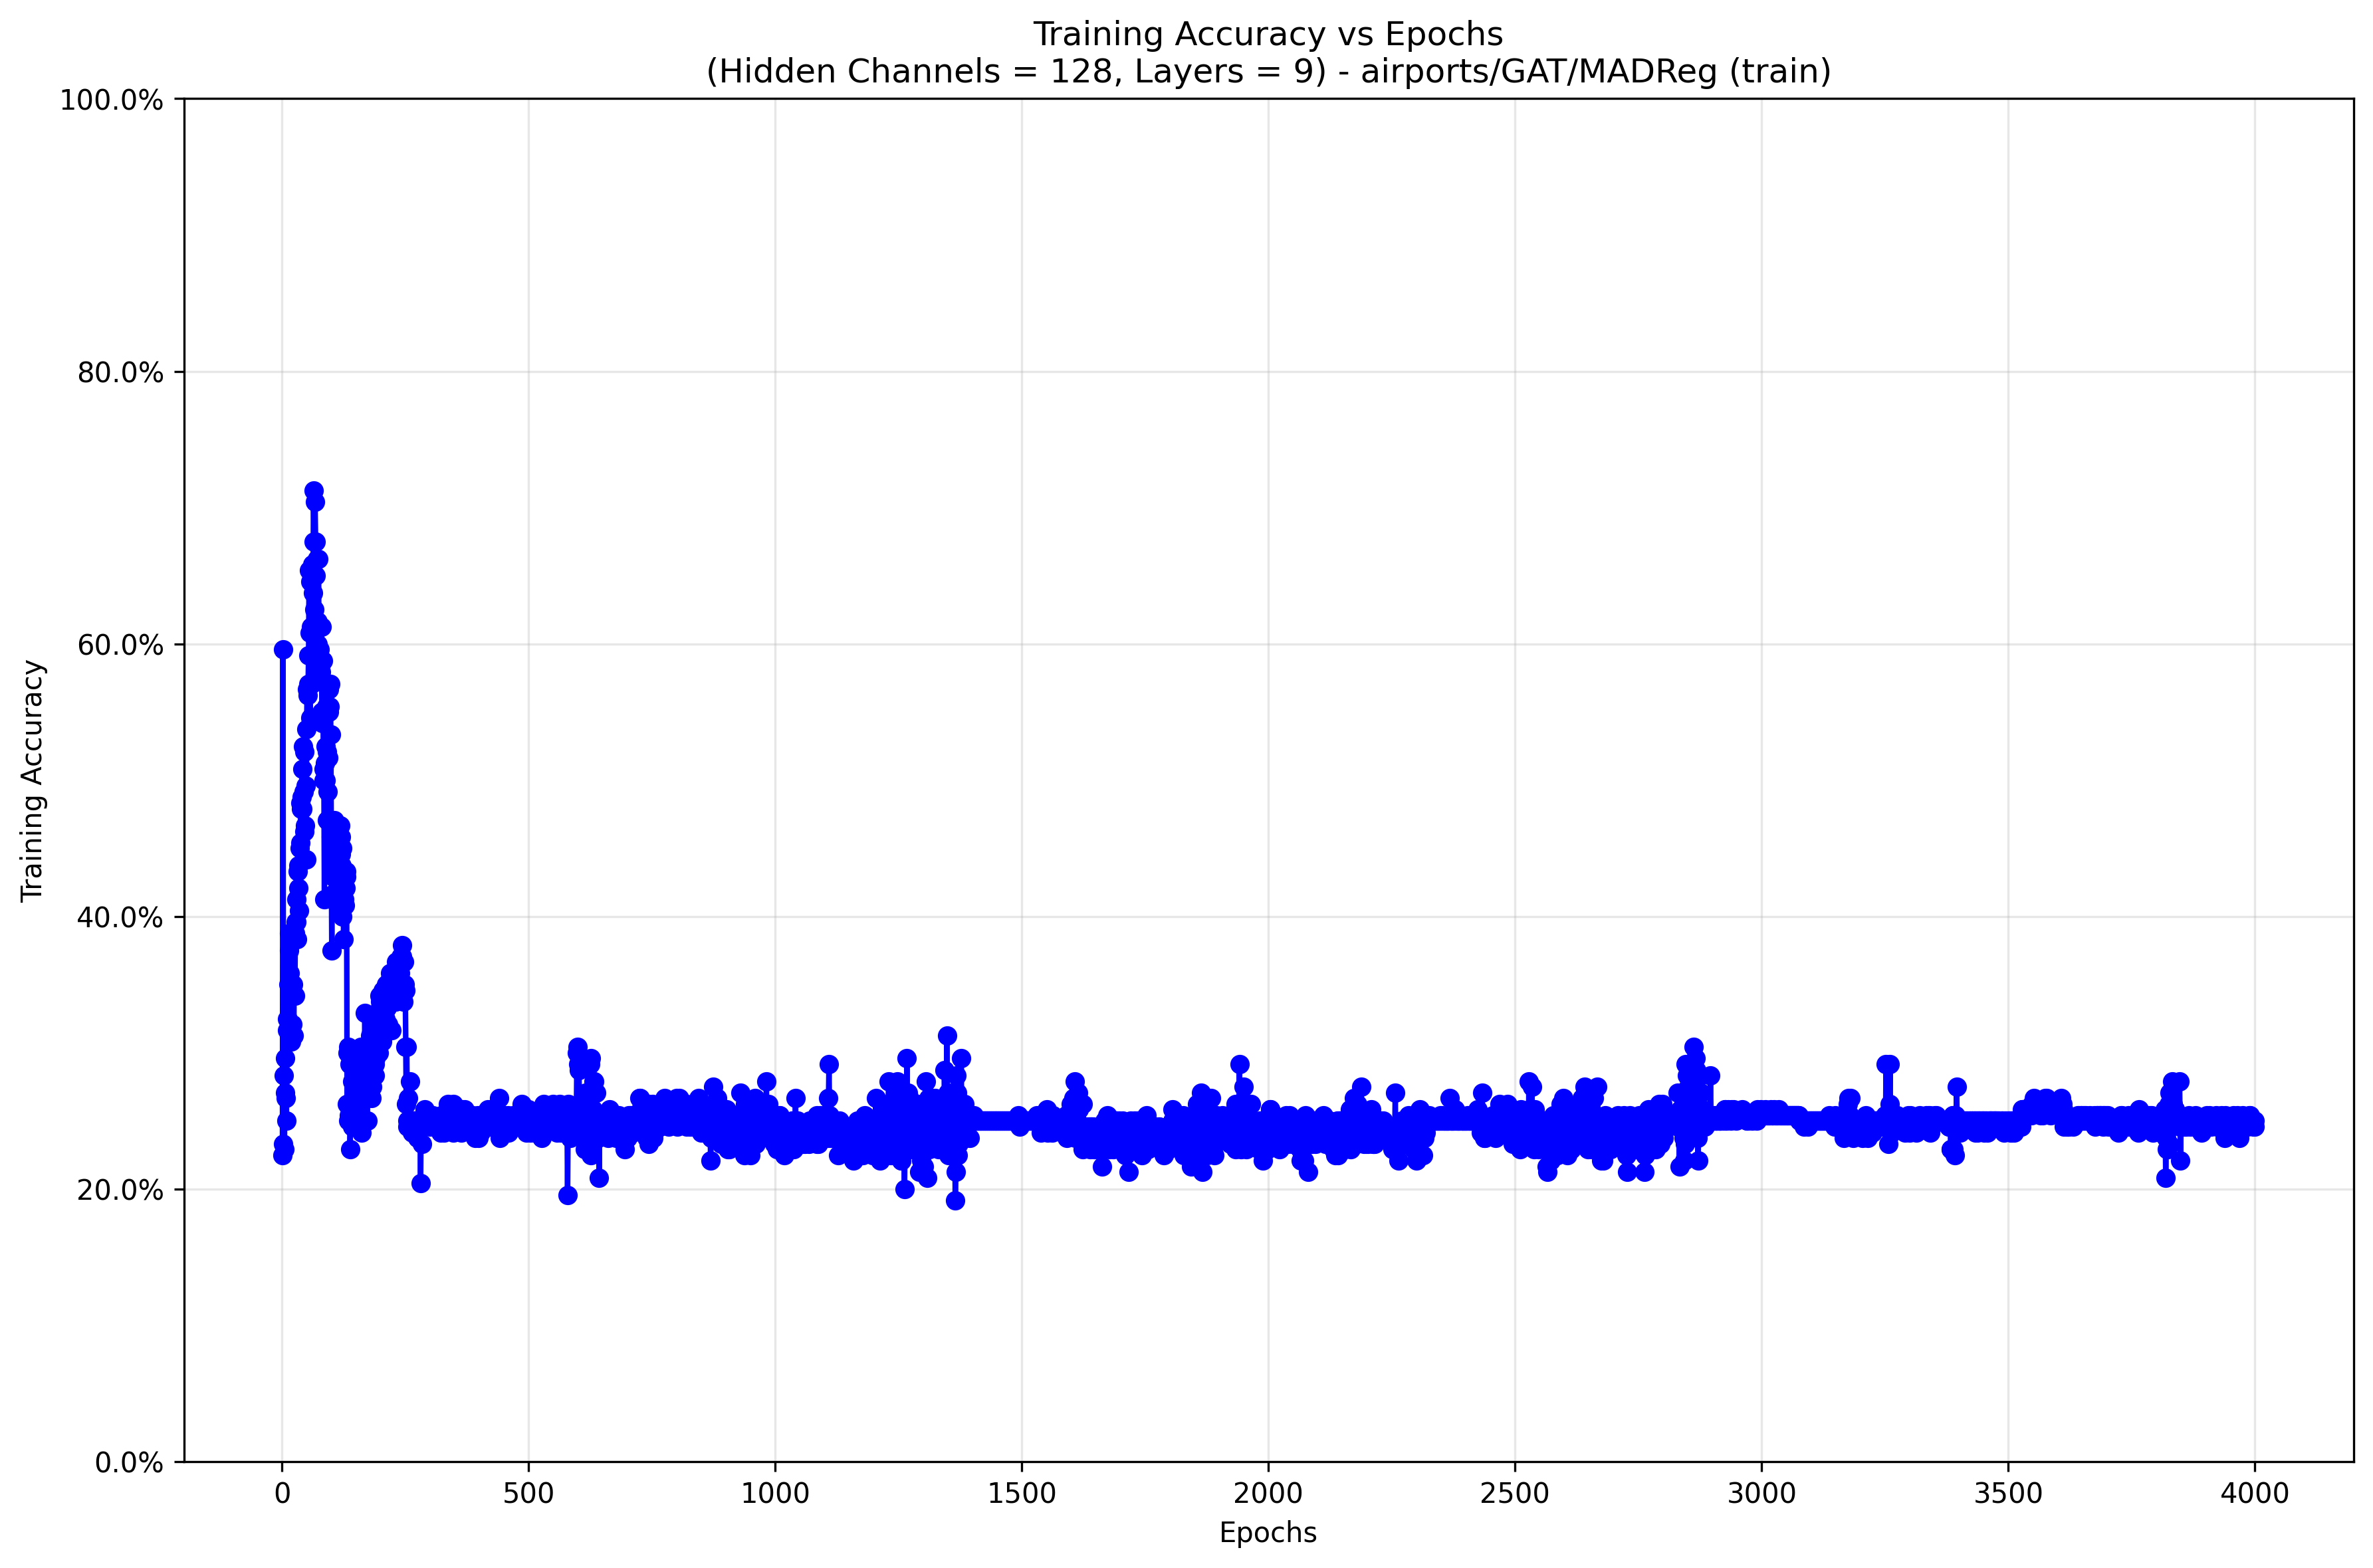 Training Accuracy vs Epochs
(Hidden Channels = 128, Layers = 9) - airports/GAT/MADReg (train)
100.0%
80.0%
60.0%
40.0%
20.0%
0.0%
Training Accuracy
0 500 1000 1500 2000 2500 3000 3500 4000
Epochs